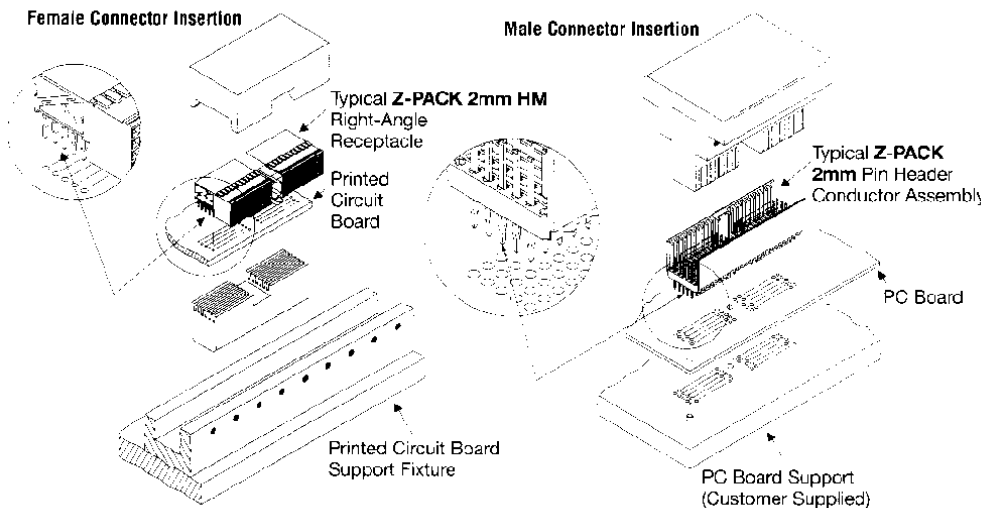 Female Connector Insertion
Typical Z-PACK 2mm HM
Right-Angle
Receptacle
Printed
Circuit
Board
Printed Circuit Board
Support Fixture
Male Connector Insertion
Typical Z-PACK
2mm Pin Header
Conductor Assembly
PC Board
PC Board Support
(Customer Supplied)